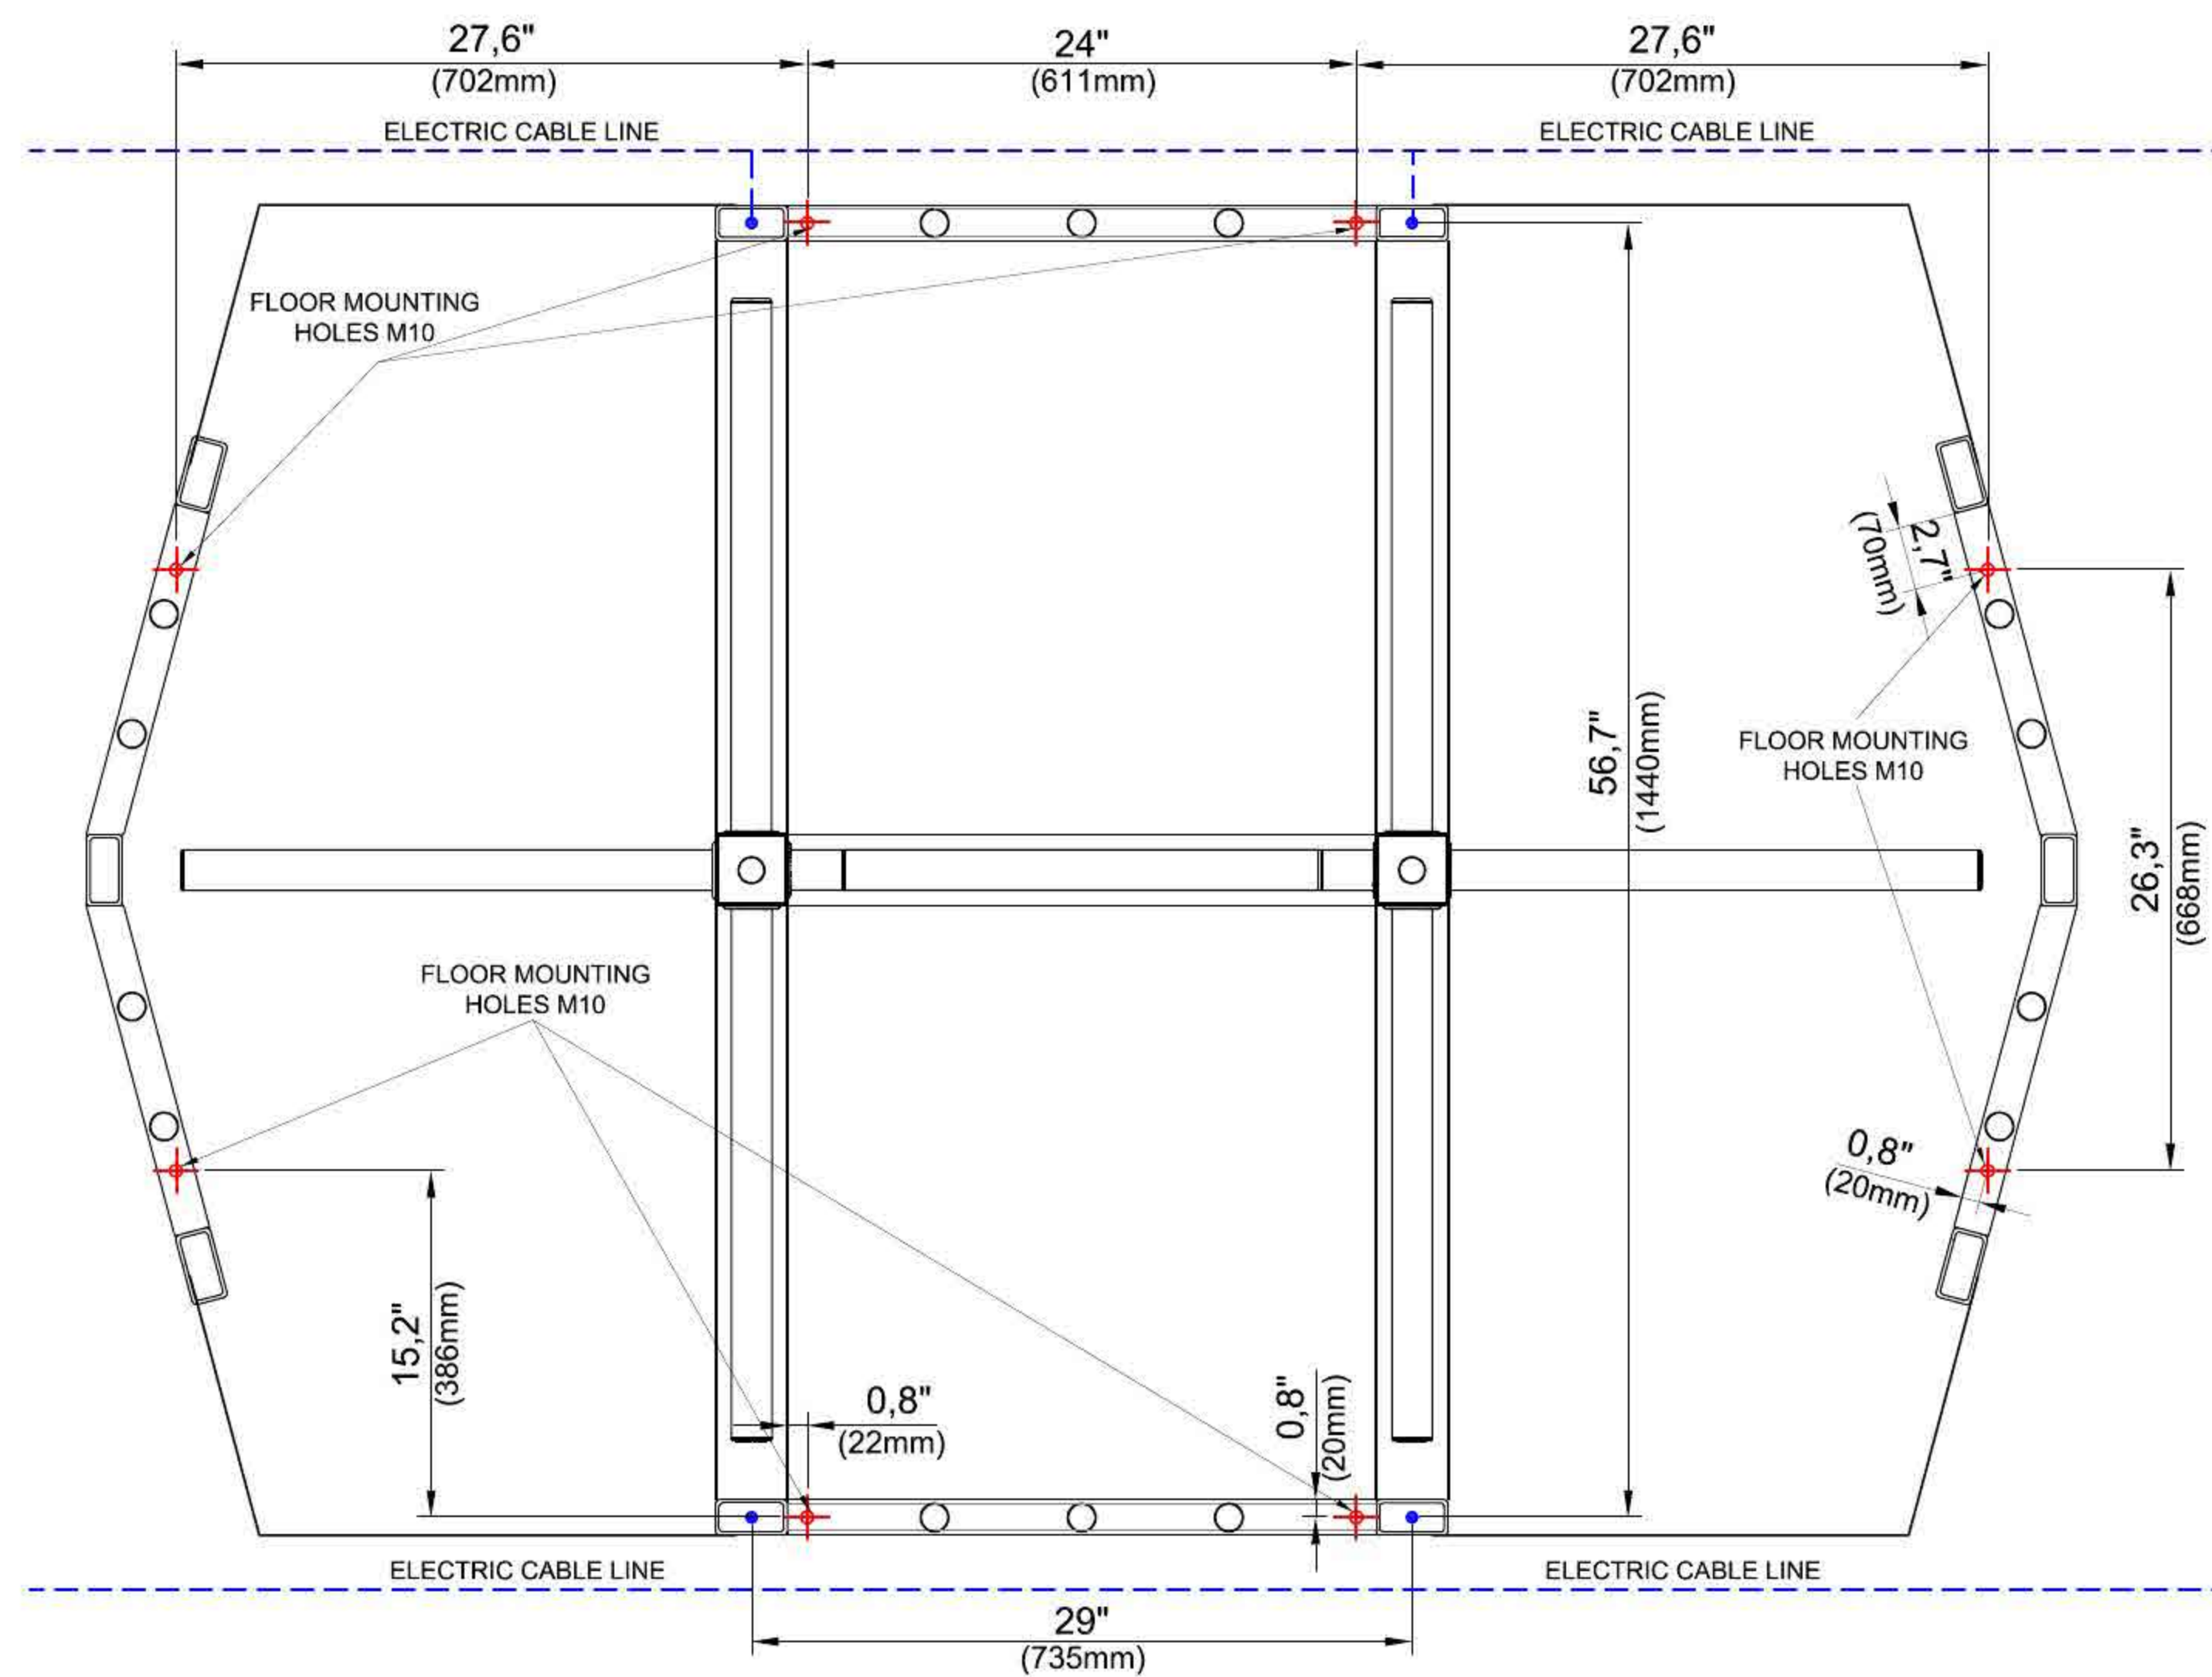 27,6"
(702mm)
24"
(611mm)
27,6"
(702mm)
ELECTRIC CABLE LINE
ELECTRIC CABLE LINE
FLOOR MOUNTING
HOLES M10
2,7"
(70mm)
56,7"
(1440mm)
FLOOR MOUNTING
HOLES M10
26,3"
(668mm)
FLOOR MOUNTING
HOLES M10
0,8"
(20mm)
15,2"
(386mm)
0,8"
(22mm)
0,8"
(20mm)
ELECTRIC CABLE LINE
ELECTRIC CABLE LINE
29"
(735mm)